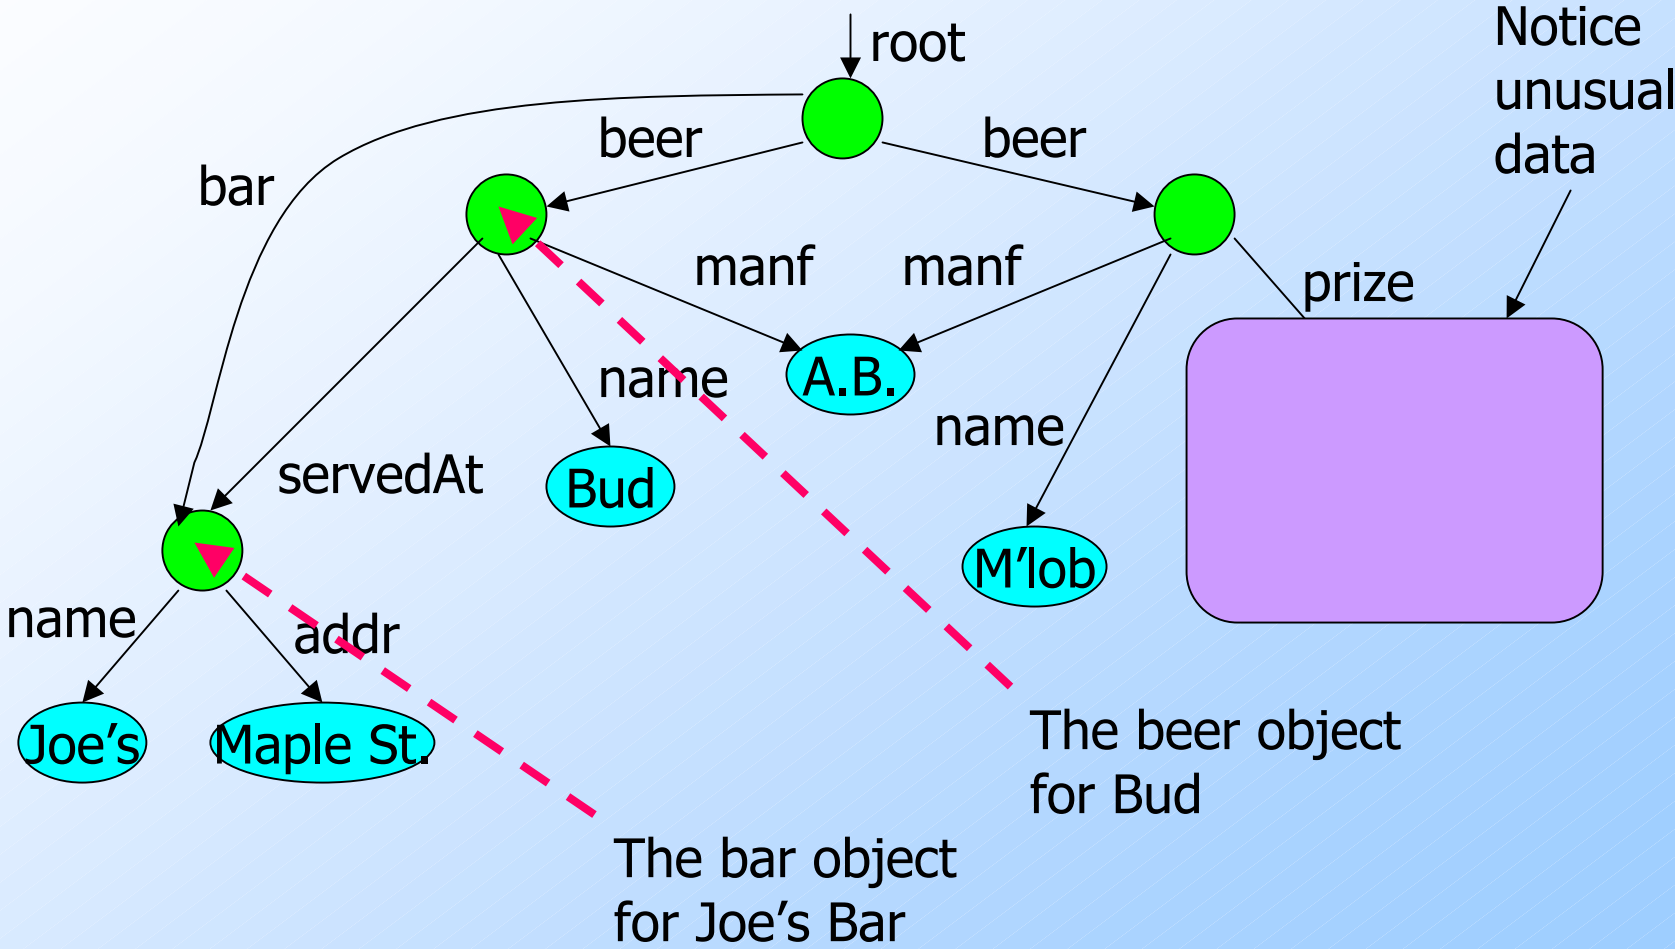 root
Notice
unusual
data
beer
beer
bar
manf
manf
prize
name
A.B.
name
servedAt
Bud
M'lob
name
addr
Joe's
Maple St.
The beer object
for Bud
The bar object
for Joe's Bar